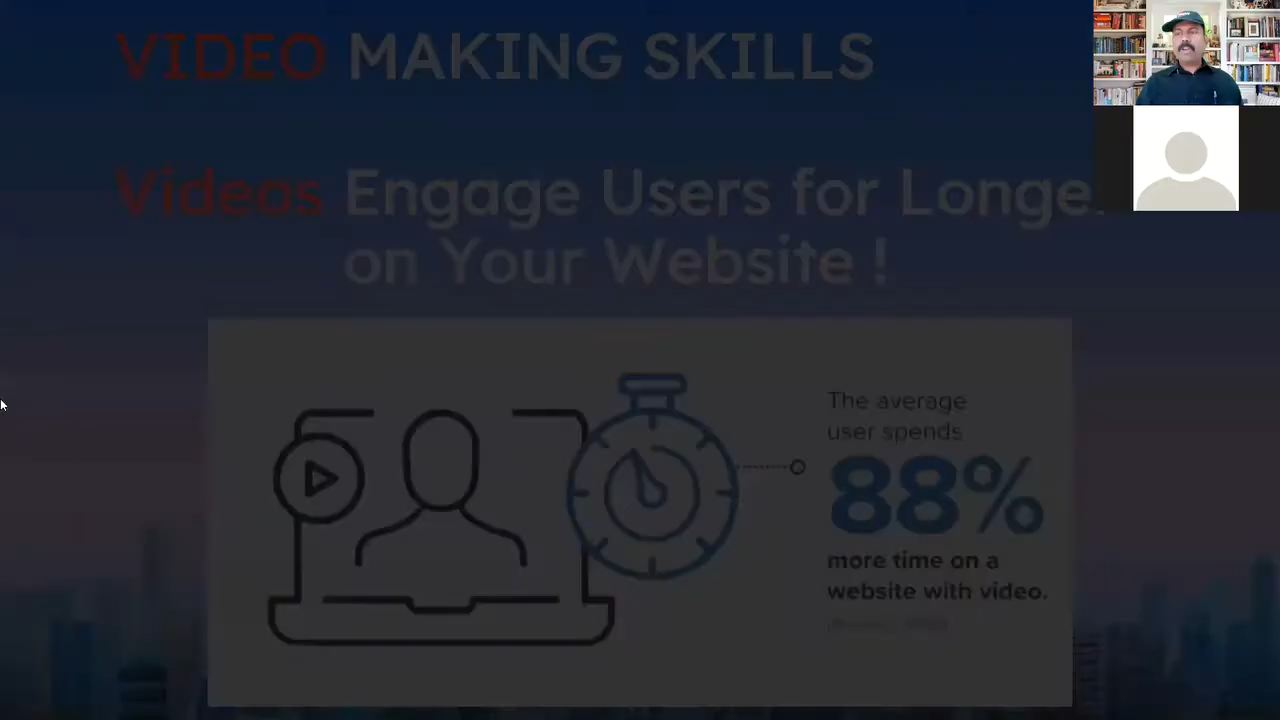 VIDEO MAKING SKILLS
Videos Engage Users for Longer
on Your Website !
The average
user spends
88%
more time on a
website with video.